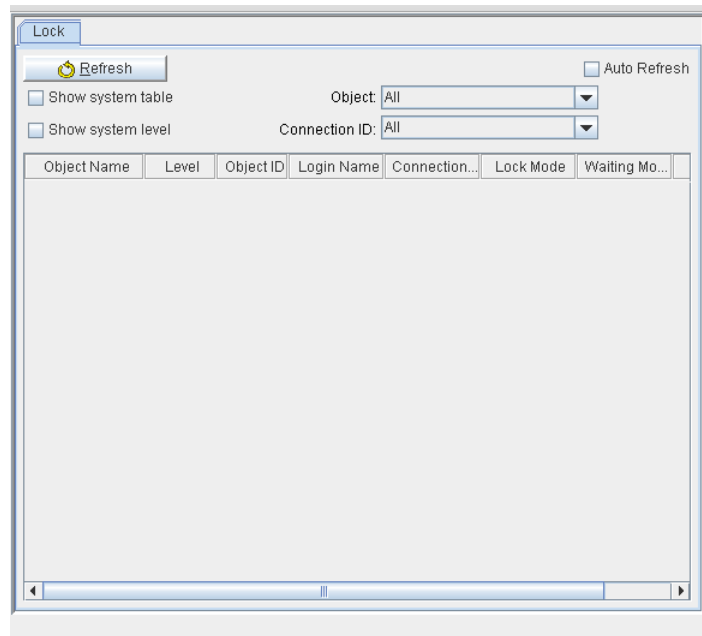 Lock
Refresh Auto Refresh
Show system table Object: All
Show system level Connection ID: All
Object Name Level Object ID Login Name Connection... Lock Mode Waiting Mo...